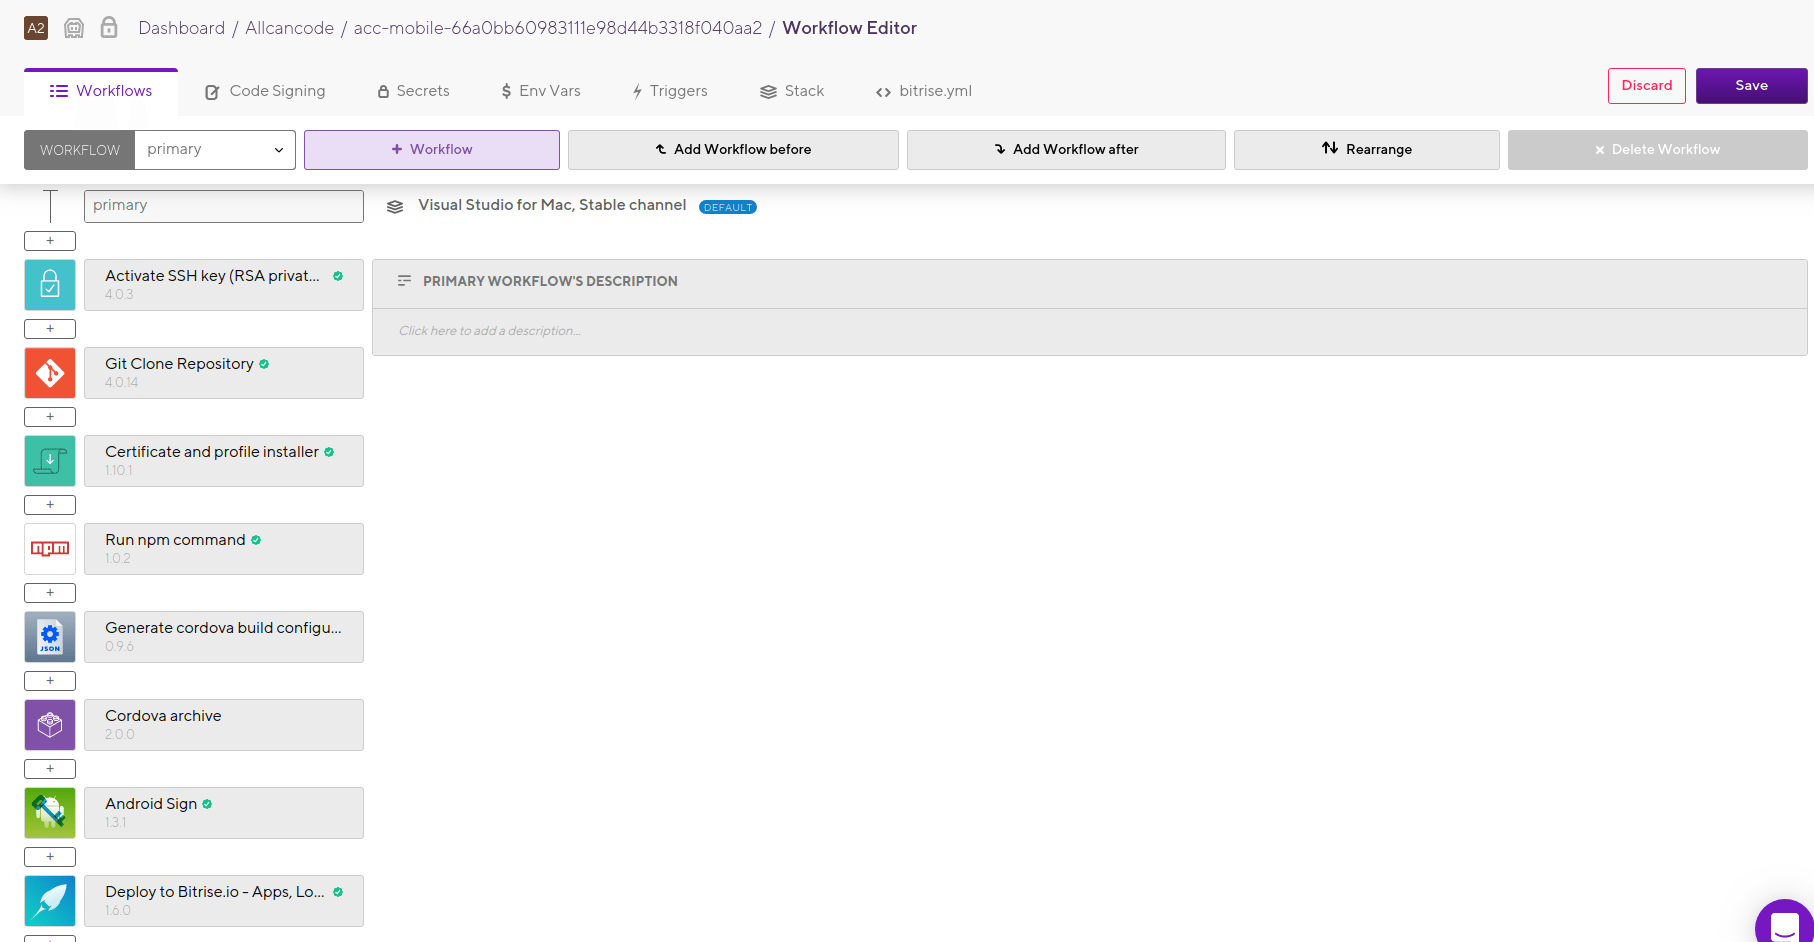 A2 Dashboard / Allcancode / acc-mobile-66a0bb60983111e98d44b3318f040aa2 / Workflow Editor
Workflows Code Signing Secrets $ Env Vars Triggers Stack <> bitrise.yml Discard Save
WORKFLOW primary + Workflow Add Workflow before Add Workflow after Rearrange × Delete Workflow
primary Visual Studio for Mac, Stable channel DEFAULT
+
Activate SSH key (RSA privat...
4.0.3
PRIMARY WORKFLOW'S DESCRIPTION
Click here to add a description...
+
Git Clone Repository
4.0.14
+
Certificate and profile installer
1.10.1
+
npm Run npm command
1.0.2
+
JSON Generate cordova build configu...
0.9.6
+
Cordova archive
2.0.0
+
Android Sign
1.3.1
+
Deploy to Bitrise.io - Apps, Lo...
1.6.0